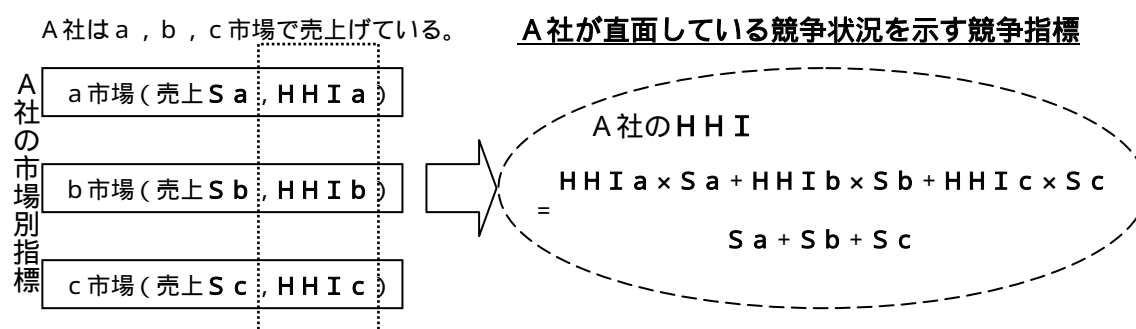 A社はa,b,c市場で売上げている。
A社が直面している競争状況を示す競争指標
A社の市場別指標
a市場(売上Sa,HHIa)
b市場(売上Sb,HHIb)
c市場(売上Sc,HHIc)
A社のHHI
HHIa×Sa+HHIb×Sb+HHIc×Sc
=
Sa+Sb+Sc